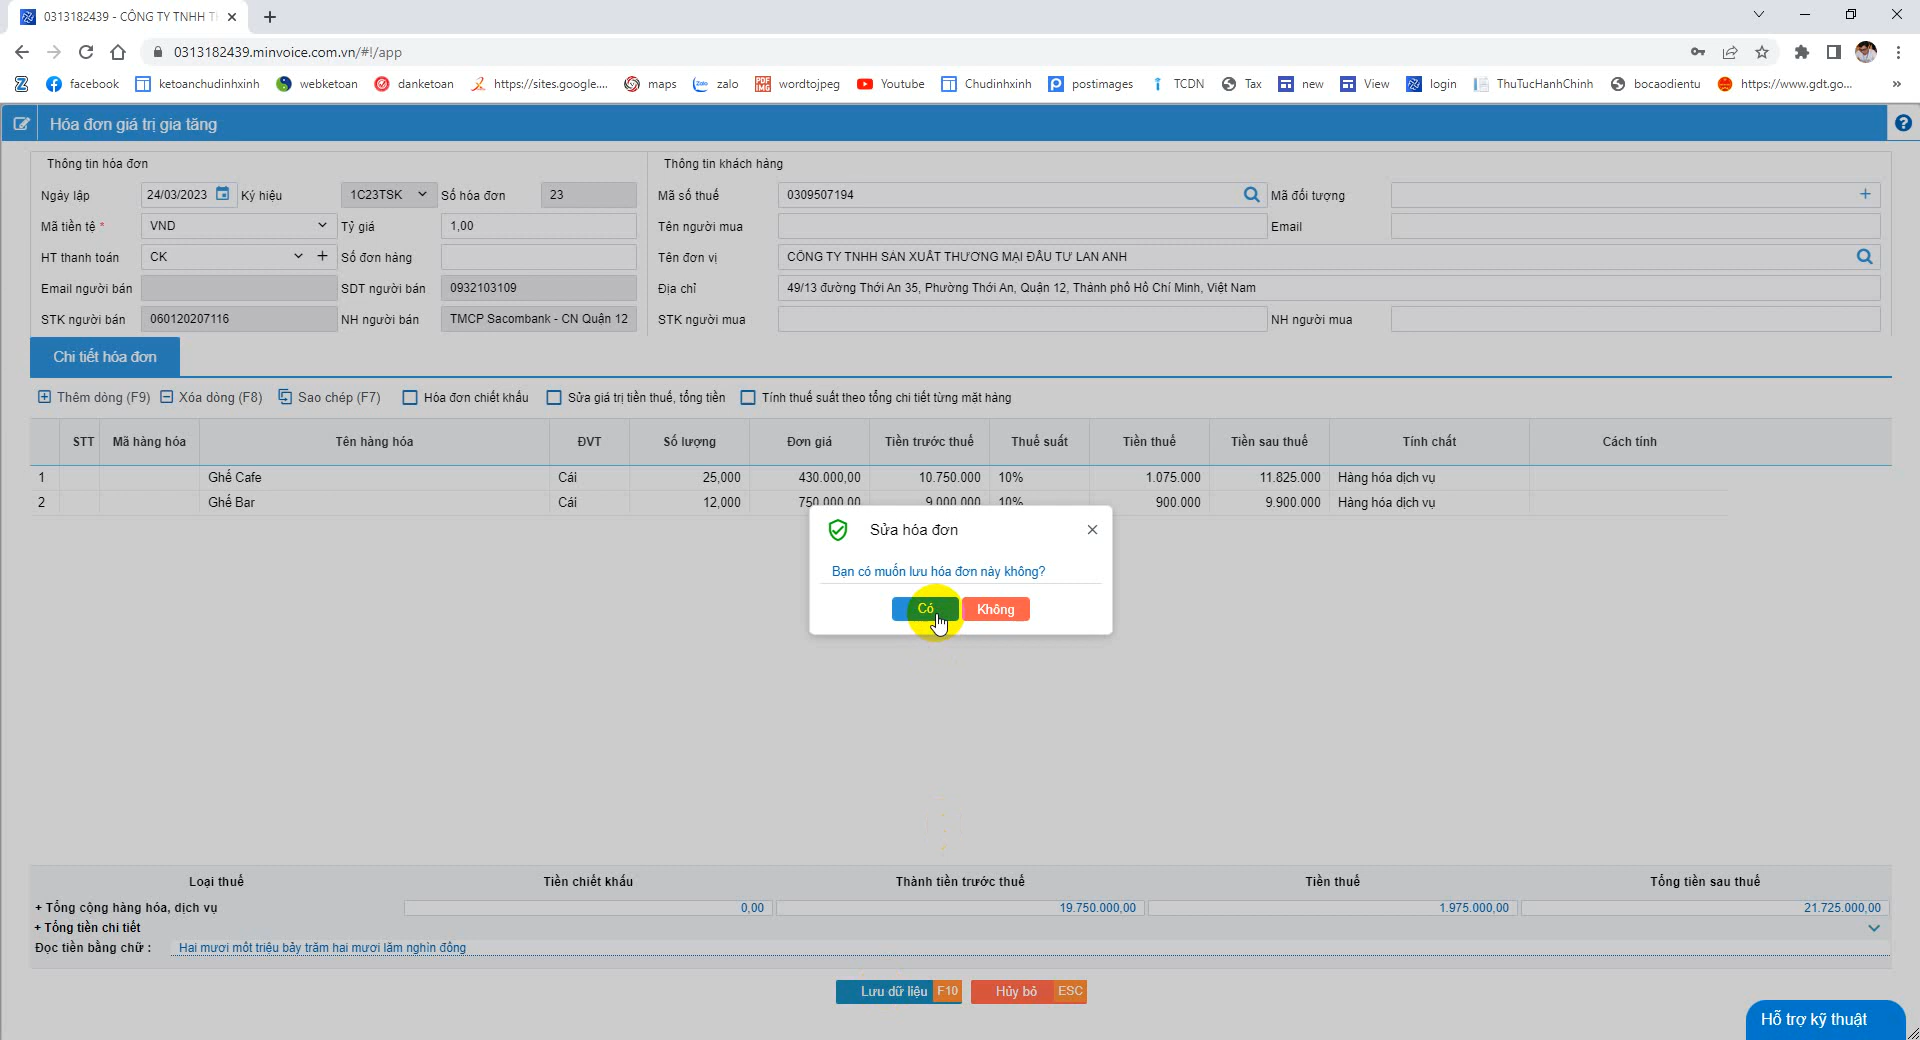 0313182439 - CÔNG TY TNHH T
0313182439.minvoice.com.vn/#!/app
facebook ketoanchudinhxinh webketoan danketoan https://sites.google.... maps zalo wordtojpeg Youtube Chudinhxinh postimages TCDN Tax new View login ThuTucHanhChinh bocaodientu https://www.gdt.go... »
Hóa đơn giá trị gia tăng
Thông tin hóa đơn
Thông tin khách hàng
Ngày lập 24/03/2023 Ký hiệu 1C23TSK Số hóa đơn 23 Mã số thuế 0309507194 Mã đối tượng
Mã tiền tệ * VND Tỷ giá 1,00 Tên người mua Email
HT thanh toán CK Số đơn hàng Tên đơn vị CÔNG TY TNHH SẢN XUẤT THƯƠNG MẠI ĐẦU TƯ LAN ANH
Email người bán SDT người bán 0932103109 Địa chỉ 49/13 đường Thới An 35, Phường Thới An, Quận 12, Thành phố Hồ Chí Minh, Việt Nam
STK người bán 060120207116 NH người bán TMCP Sacombank - CN Quận 12 STK người mua NH người mua
Chi tiết hóa đơn
Thêm dòng (F9) Xóa dòng (F8) Sao chép (F7) Hóa đơn chiết khấu Sửa giá trị tiền thuế, tổng tiền Tính thuế suất theo tổng chi tiết từng mặt hàng
STT Mã hàng hóa Tên hàng hóa ĐVT Số lượng Đơn giá Tiền trước thuế Thuế suất Tiền thuế Tiền sau thuế Tính chất Cách tính
1 Ghế Cafe Cái 25,000 430.000,00 10.750.000 10% 1.075.000 11.825.000 Hàng hóa dịch vụ
2 Ghế Bar Cái 12,000 750.000,00 9.000.000 10% 900.000 9.900.000 Hàng hóa dịch vụ
Sửa hóa đơn
Bạn có muốn lưu hóa đơn này không?
Có Không
Loại thuế Tiền chiết khấu Thành tiền trước thuế Tiền thuế Tổng tiền sau thuế
+ Tổng cộng hàng hóa, dịch vụ 0,00 19.750.000,00 1.975.000,00 21.725.000,00
+ Tổng tiền chi tiết
Đọc tiền bằng chữ : Hai mươi mốt triệu bảy trăm hai mươi lăm nghìn đồng
Lưu dữ liệu F10 Hủy bỏ ESC
Hỗ trợ kỹ thuật